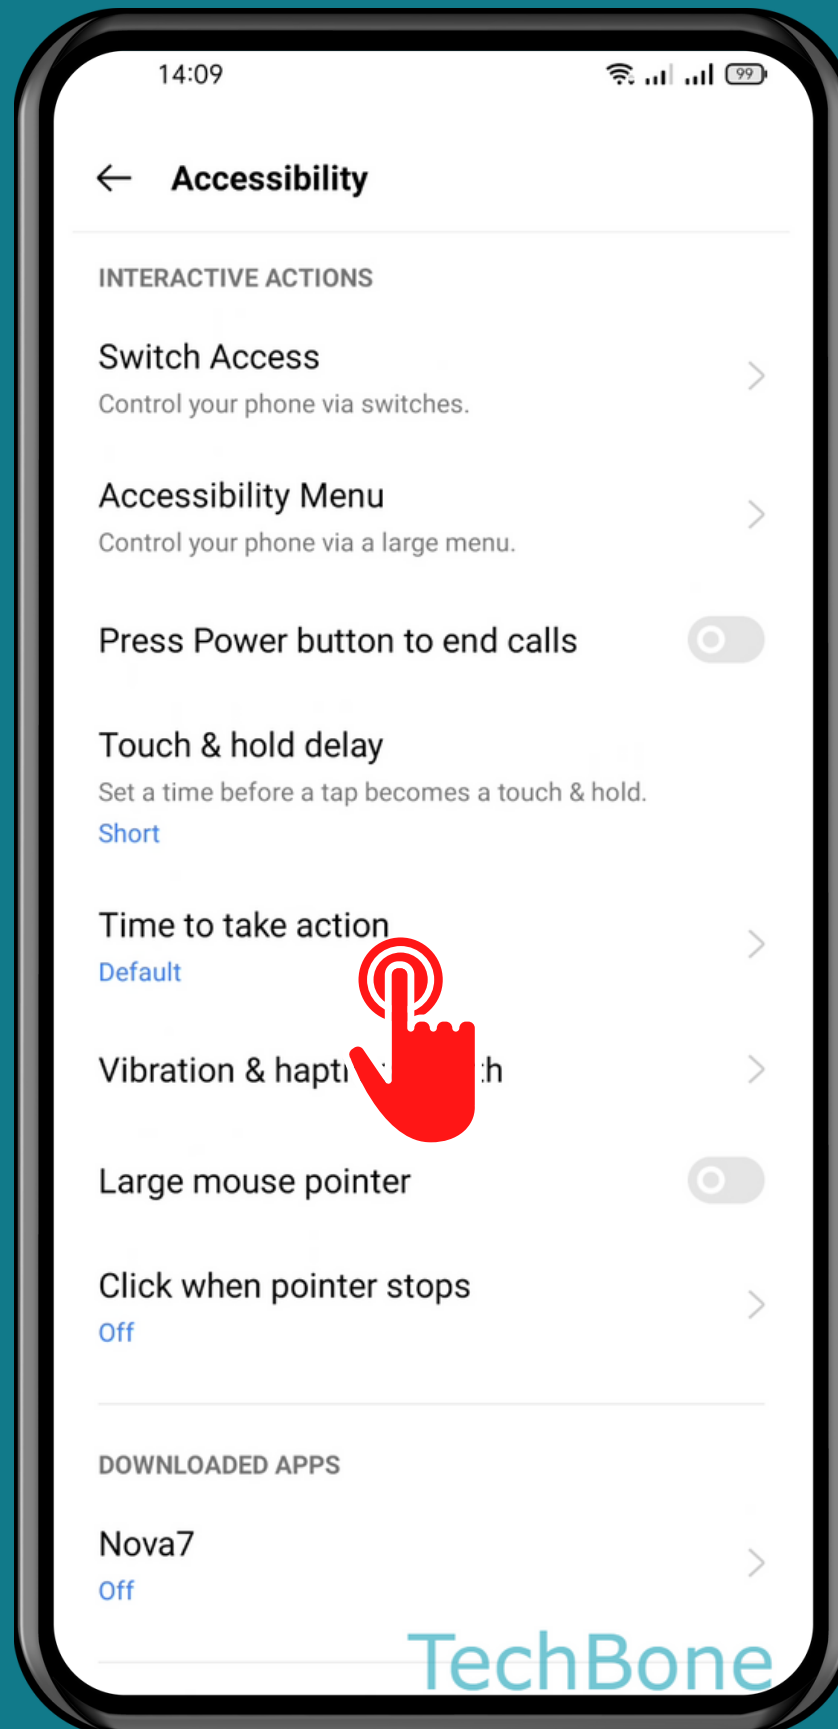 14:09
99
Accessibility
INTERACTIVE ACTIONS
Switch Access
Control your phone via switches.
Accessibility Menu
Control your phone via a large menu.
Press Power button to end calls
Touch & hold delay
Set a time before a tap becomes a touch & hold.
Short
Time to take action
Default
Vibration &
Large mouse pointer
Click when pointer stops
Off
DOWNLOADED APPS
Nova7
Off
TechBone